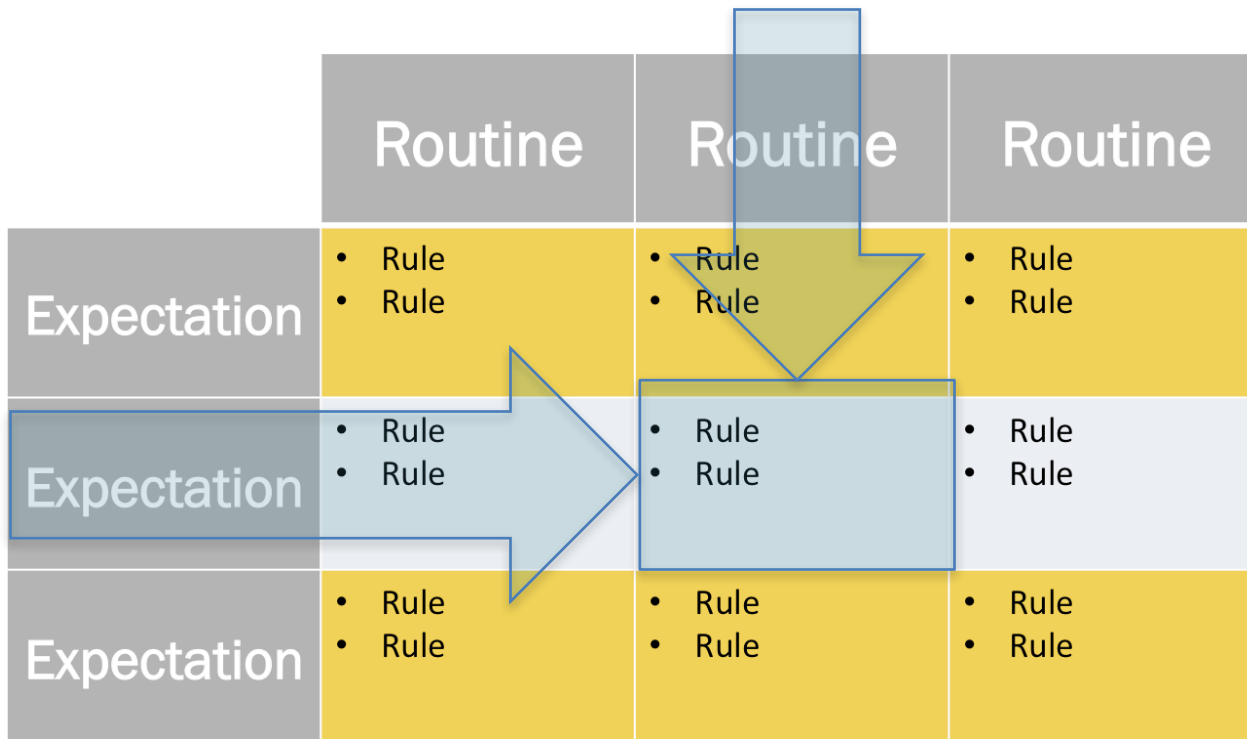 Routine Routine Routine
Expectation
• Rule • Rule • Rule
• Rule • Rule • Rule
Expectation
• Rule • Rule • Rule
• Rule • Rule • Rule
Expectation
• Rule • Rule • Rule
• Rule • Rule • Rule